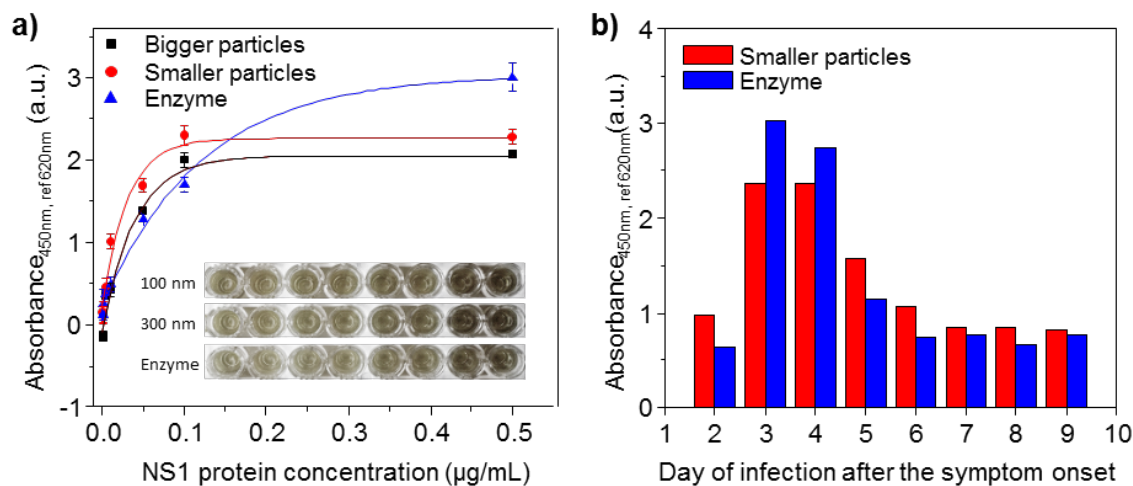 a)
Bigger particles
Smaller particles
Enzyme
Absorbance450nm, ref 620nm (a.u.)
4
3
2
1
0
-1
100 nm
300 nm
Enzyme
0.0 0.1 0.2 0.3 0.4 0.5
NS1 protein concentration (µg/mL)
b)
Smaller particles
Enzyme
Absorbance450nm, ref 620nm(a.u.)
4
3
2
1
0
1 2 3 4 5 6 7 8 9 10
Day of infection after the symptom onset